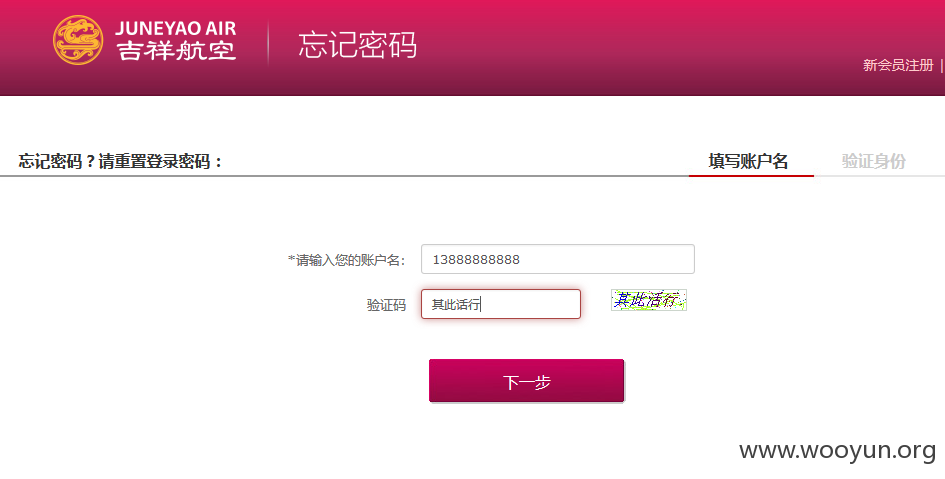 JUNEYAO AIR
吉祥航空
忘记密码
新会员注册 |
忘记密码？请重置登录密码：
填写账户名
验证身份
*请输入您的账户名： 13888888888
验证码 其此话行 其此话行
下一步
www.wooyun.org